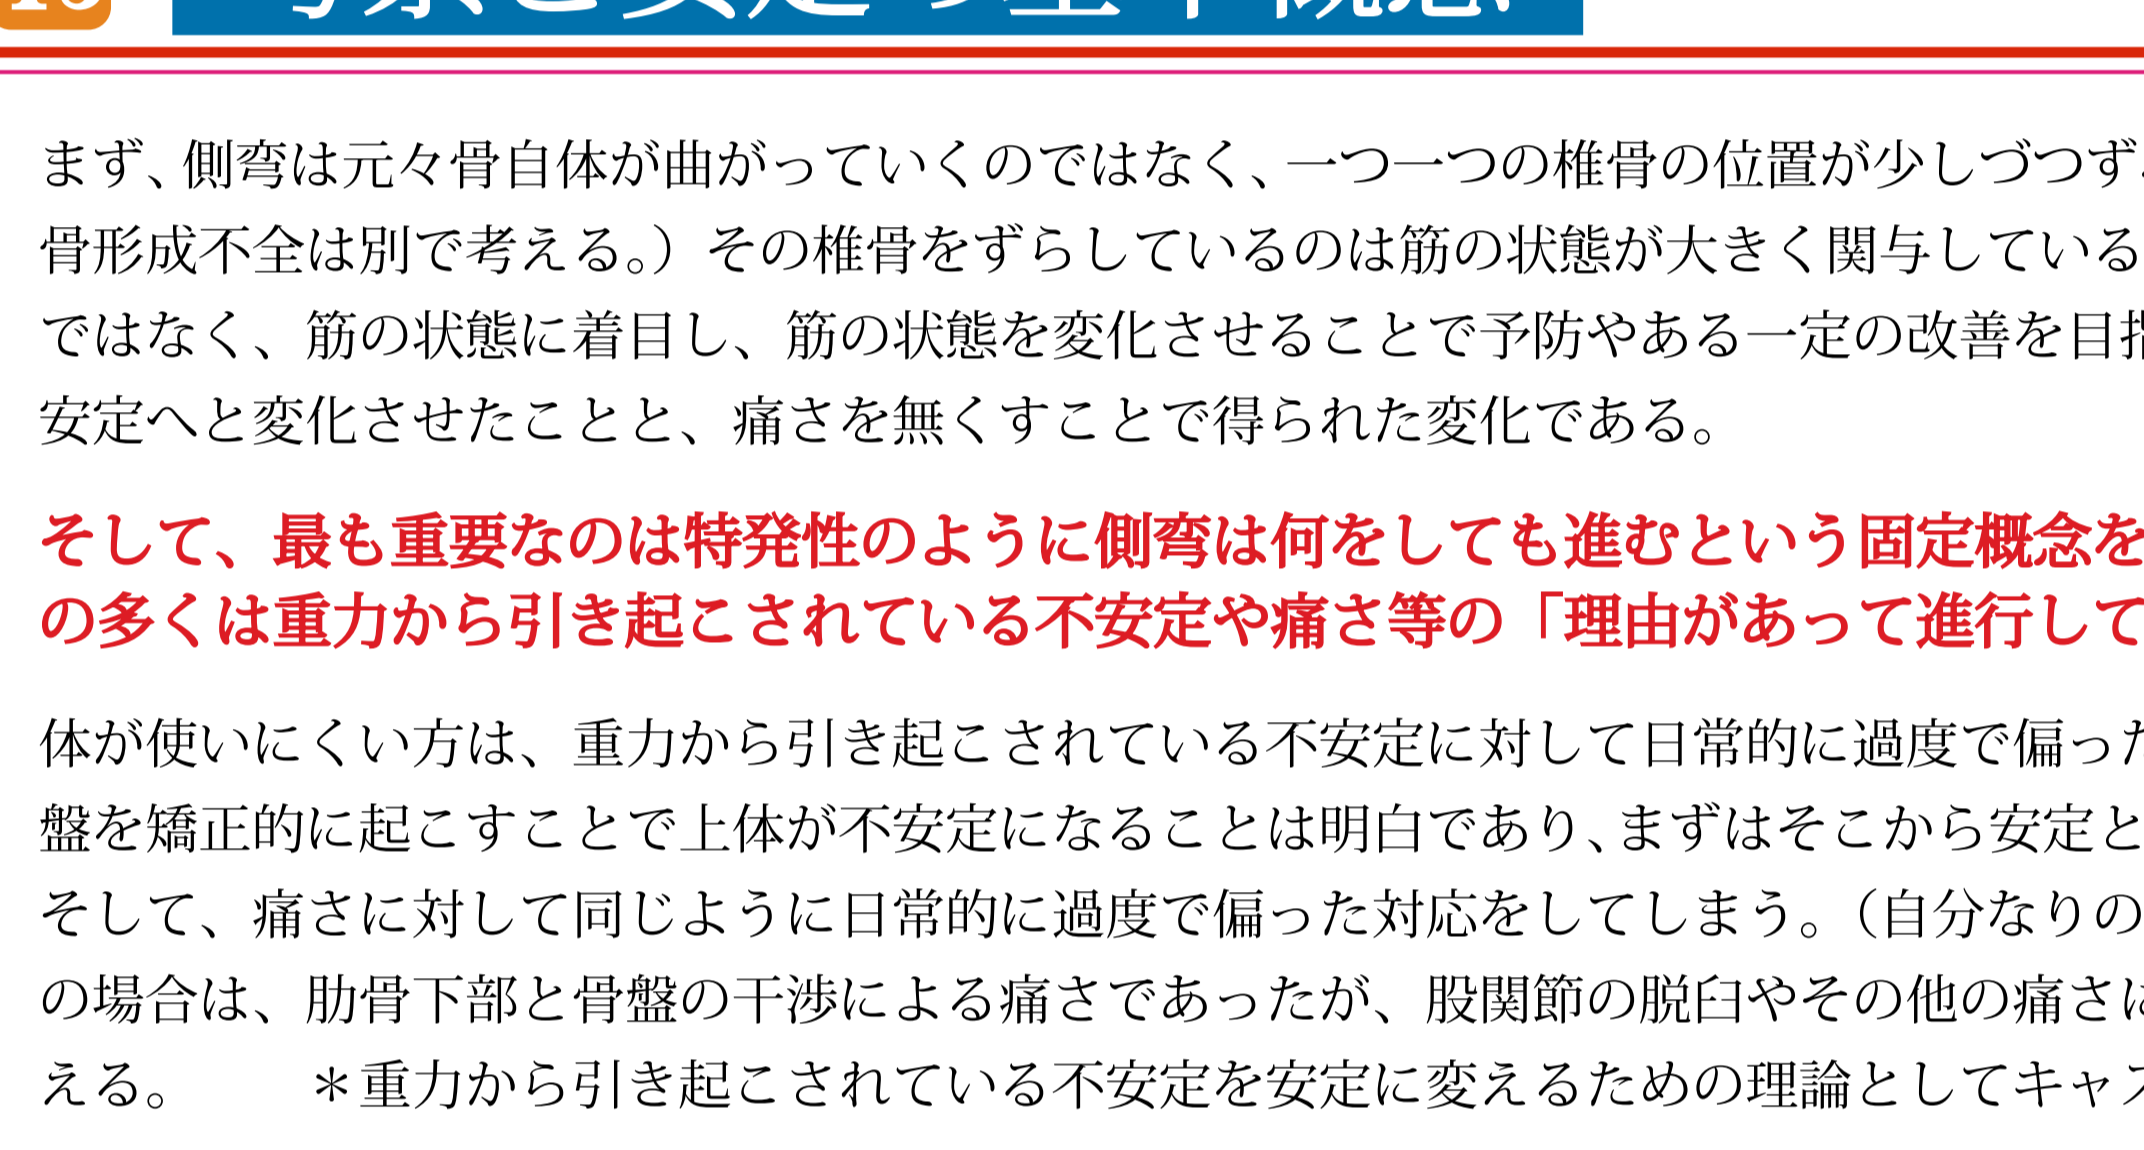 まず、側弯は元々骨自体が曲がっていくのではなく、一つ一つの椎骨の位置が少しづつず
骨形成不全は別で考える。）その椎骨をずらしているのは筋の状態が大きく関与している
ではなく、筋の状態に着目し、筋の状態を変化させることで予防やある一定の改善を目指
安定へと変化させたことと、痛さを無くすことで得られた変化である。
そして、最も重要なのは特発性のように側弯は何をしても進むという固定概念を
の多くは重力から引き起こされている不安定や痛さ等の「理由があって進行して
体が使いにくい方は、重力から引き起こされている不安定に対して日常的に過度で偏った
盤を矯正的に起こすことで上体が不安定になることは明白であり、まずはそこから安定と
そして、痛さに対して同じように日常的に過度で偏った対応をしてしまう。（自分なりの
の場合は、肋骨下部と骨盤の干渉による痛さであったが、股関節の脱臼やその他の痛さに
える。　　＊重力から引き起こされている不安定を安定に変えるための理論としてキャス